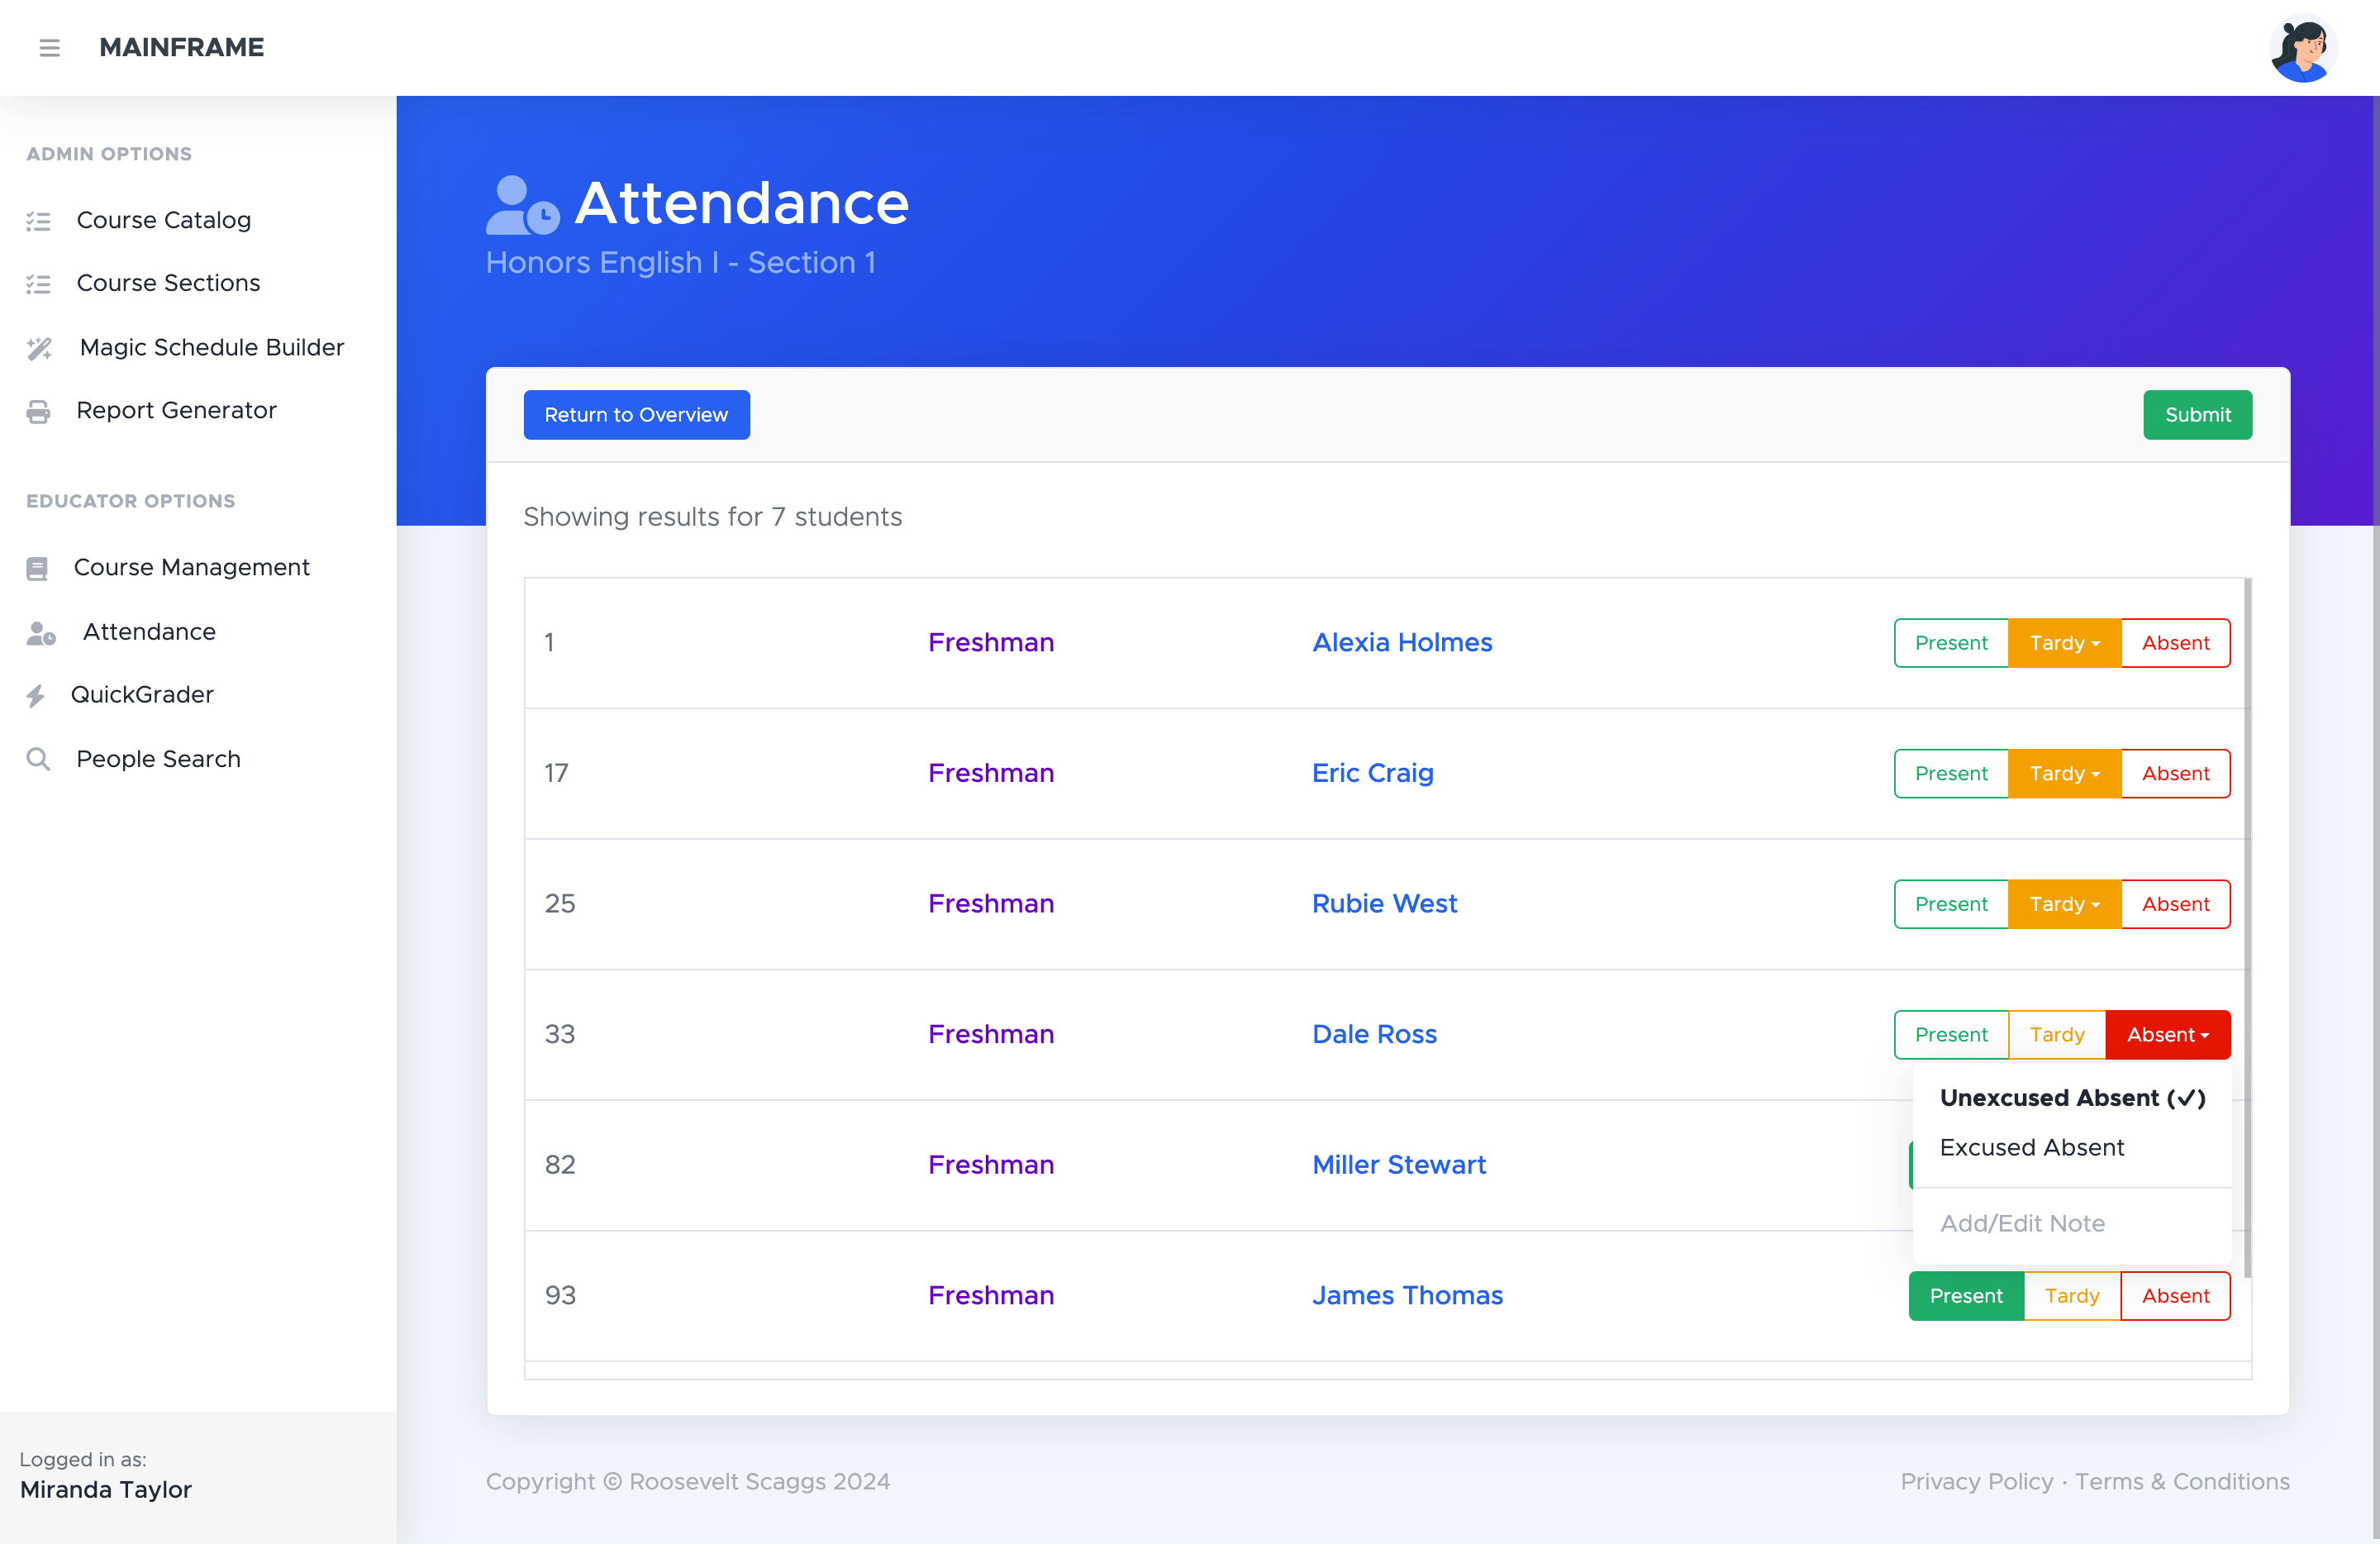 MAINFRAME
ADMIN OPTIONS
Course Catalog
Course Sections
Magic Schedule Builder
Report Generator
EDUCATOR OPTIONS
Course Management
Attendance
QuickGrader
People Search
Logged in as:
Miranda Taylor
Attendance
Honors English I - Section 1
Return to Overview
Submit
Showing results for 7 students
1 Freshman Alexia Holmes Present Tardy Absent
17 Freshman Eric Craig Present Tardy Absent
25 Freshman Rubie West Present Tardy Absent
33 Freshman Dale Ross Present Tardy Absent
Unexcused Absent (✓)
Excused Absent
Add/Edit Note
82 Freshman Miller Stewart
93 Freshman James Thomas Present Tardy Absent
Copyright © Roosevelt Scaggs 2024
Privacy Policy · Terms & Conditions